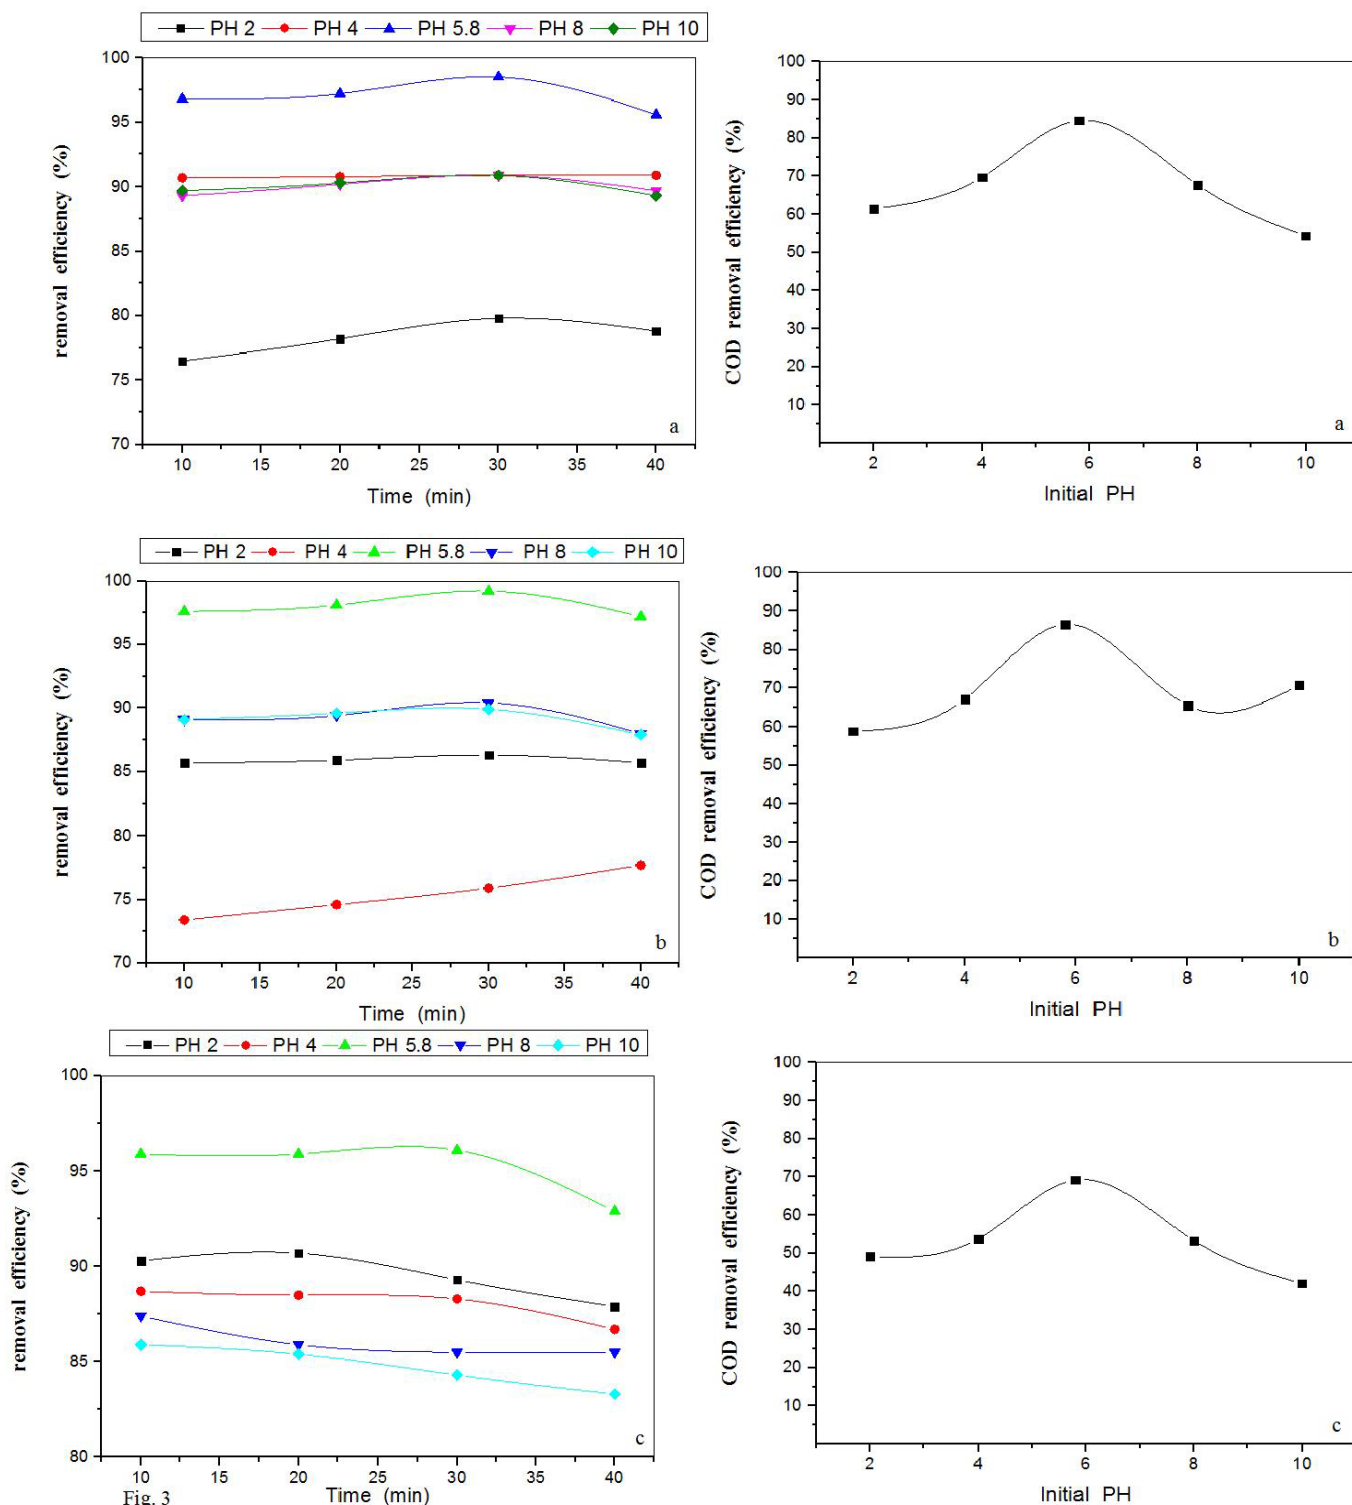 PH 2 PH 4 PH 5.8 PH 8 PH 10
100
95
90
85
80
75
70
removal efficiency (%)
a
10 15 20 25 30 35 40
Time (min)
100
90
80
70
60
50
40
30
20
10
COD removal efficiency (%)
a
2 4 6 8 10
Initial PH
PH 2 PH 4 PH 5.8 PH 8 PH 10
100
95
90
85
80
75
70
removal efficiency (%)
b
10 15 20 25 30 35 40
Time (min)
100
90
80
70
60
50
40
30
20
10
COD removal efficiency (%)
b
2 4 6 8 10
Initial PH
PH 2 PH 4 PH 5.8 PH 8 PH 10
100
95
90
85
80
removal efficiency (%)
c
10 15 20 25 30 35 40
Time (min)
100
90
80
70
60
50
40
30
20
10
COD removal efficiency (%)
c
2 4 6 8 10
Initial PH
Fig. 3